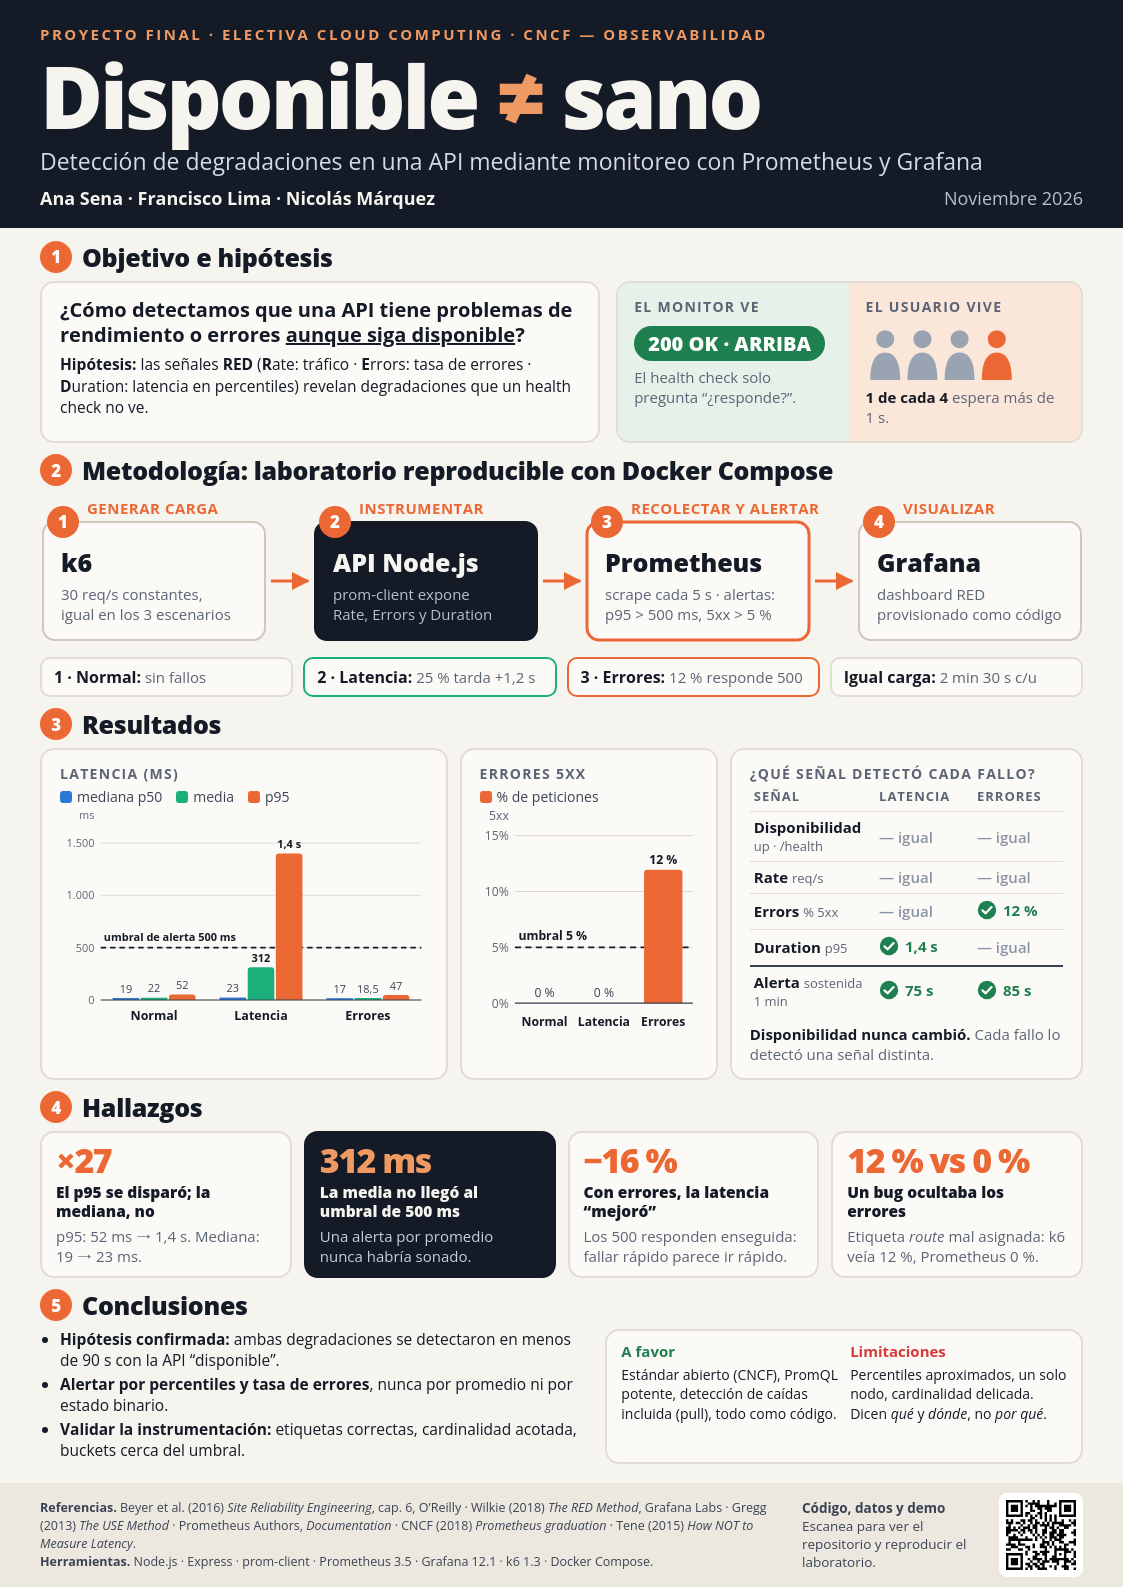 PROYECTO FINAL · ELECTIVA CLOUD COMPUTING · CNCF — OBSERVABILIDAD
Disponible ≠ sano
Detección de degradaciones en una API mediante monitoreo con Prometheus y Grafana
Ana Sena · Francisco Lima · Nicolás Márquez
Noviembre 2026
1 Objetivo e hipótesis
¿Cómo detectamos que una API tiene problemas de
rendimiento o errores aunque siga disponible?
Hipótesis: las señales RED (Rate: tráfico · Errors: tasa de errores ·
Duration: latencia en percentiles) revelan degradaciones que un health
check no ve.
EL MONITOR VE
200 OK · ARRIBA
El health check solo
pregunta “¿responde?”.
EL USUARIO VIVE
1 de cada 4 espera más de
1 s.
2 Metodología: laboratorio reproducible con Docker Compose
1 GENERAR CARGA
k6
30 req/s constantes,
igual en los 3 escenarios
2 INSTRUMENTAR
API Node.js
prom-client expone
Rate, Errors y Duration
3 RECOLECTAR Y ALERTAR
Prometheus
scrape cada 5 s · alertas:
p95 > 500 ms, 5xx > 5 %
4 VISUALIZAR
Grafana
dashboard RED
provisionado como código
1 · Normal: sin fallos
2 · Latencia: 25 % tarda +1,2 s
3 · Errores: 12 % responde 500
Igual carga: 2 min 30 s c/u
3 Resultados
LATENCIA (MS)
mediana p50 media p95
ms
1.500
1.000
500
0
umbral de alerta 500 ms
19 22 52
23 312 1,4 s
17 18,5 47
Normal Latencia Errores
ERRORES 5XX
% de peticiones
5xx
15%
10%
5%
0%
umbral 5 %
0 % 0 % 12 %
Normal Latencia Errores
¿QUÉ SEÑAL DETECTÓ CADA FALLO?
SEÑAL LATENCIA ERRORES
Disponibilidad — igual — igual
up · /health
Rate req/s — igual — igual
Errors % 5xx — igual 12 %
Duration p95 1,4 s — igual
Alerta sostenida 75 s 85 s
1 min
Disponibilidad nunca cambió. Cada fallo lo
detectó una señal distinta.
4 Hallazgos
×27
El p95 se disparó; la
mediana, no
p95: 52 ms → 1,4 s. Mediana:
19 → 23 ms.
312 ms
La media no llegó al
umbral de 500 ms
Una alerta por promedio
nunca habría sonado.
−16 %
Con errores, la latencia
“mejoró”
Los 500 responden enseguida:
fallar rápido parece ir rápido.
12 % vs 0 %
Un bug ocultaba los
errores
Etiqueta route mal asignada: k6
veía 12 %, Prometheus 0 %.
5 Conclusiones
• Hipótesis confirmada: ambas degradaciones se detectaron en menos
de 90 s con la API “disponible”.
• Alertar por percentiles y tasa de errores, nunca por promedio ni por
estado binario.
• Validar la instrumentación: etiquetas correctas, cardinalidad acotada,
buckets cerca del umbral.
A favor
Estándar abierto (CNCF), PromQL
potente, detección de caídas
incluida (pull), todo como código.
Limitaciones
Percentiles aproximados, un solo
nodo, cardinalidad delicada.
Dicen qué y dónde, no por qué.
Referencias. Beyer et al. (2016) Site Reliability Engineering, cap. 6, O’Reilly · Wilkie (2018) The RED Method, Grafana Labs · Gregg
(2013) The USE Method · Prometheus Authors, Documentation · CNCF (2018) Prometheus graduation · Tene (2015) How NOT to
Measure Latency.
Herramientas. Node.js · Express · prom-client · Prometheus 3.5 · Grafana 12.1 · k6 1.3 · Docker Compose.
Código, datos y demo
Escanea para ver el
repositorio y reproducir el
laboratorio.